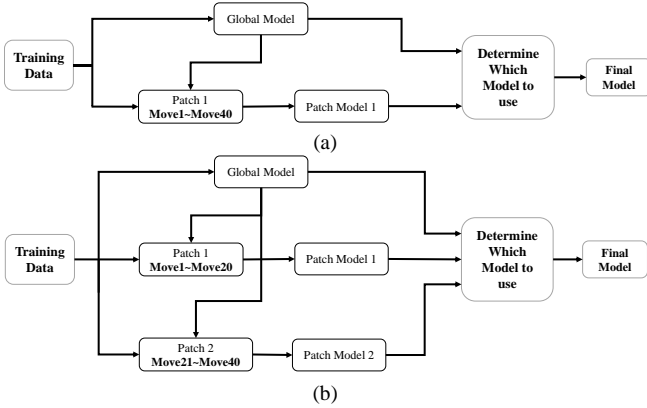 Global Model
Training
Data
Determine
Which
Model to
use
Final
Model
Patch 1
Move1~Move40
Patch Model 1
(a)
Global Model
Training
Data
Patch 1
Move1~Move20
Patch Model 1
Determine
Which
Model to
use
Final
Model
Patch 2
Move21~Move40
Patch Model 2
(b)